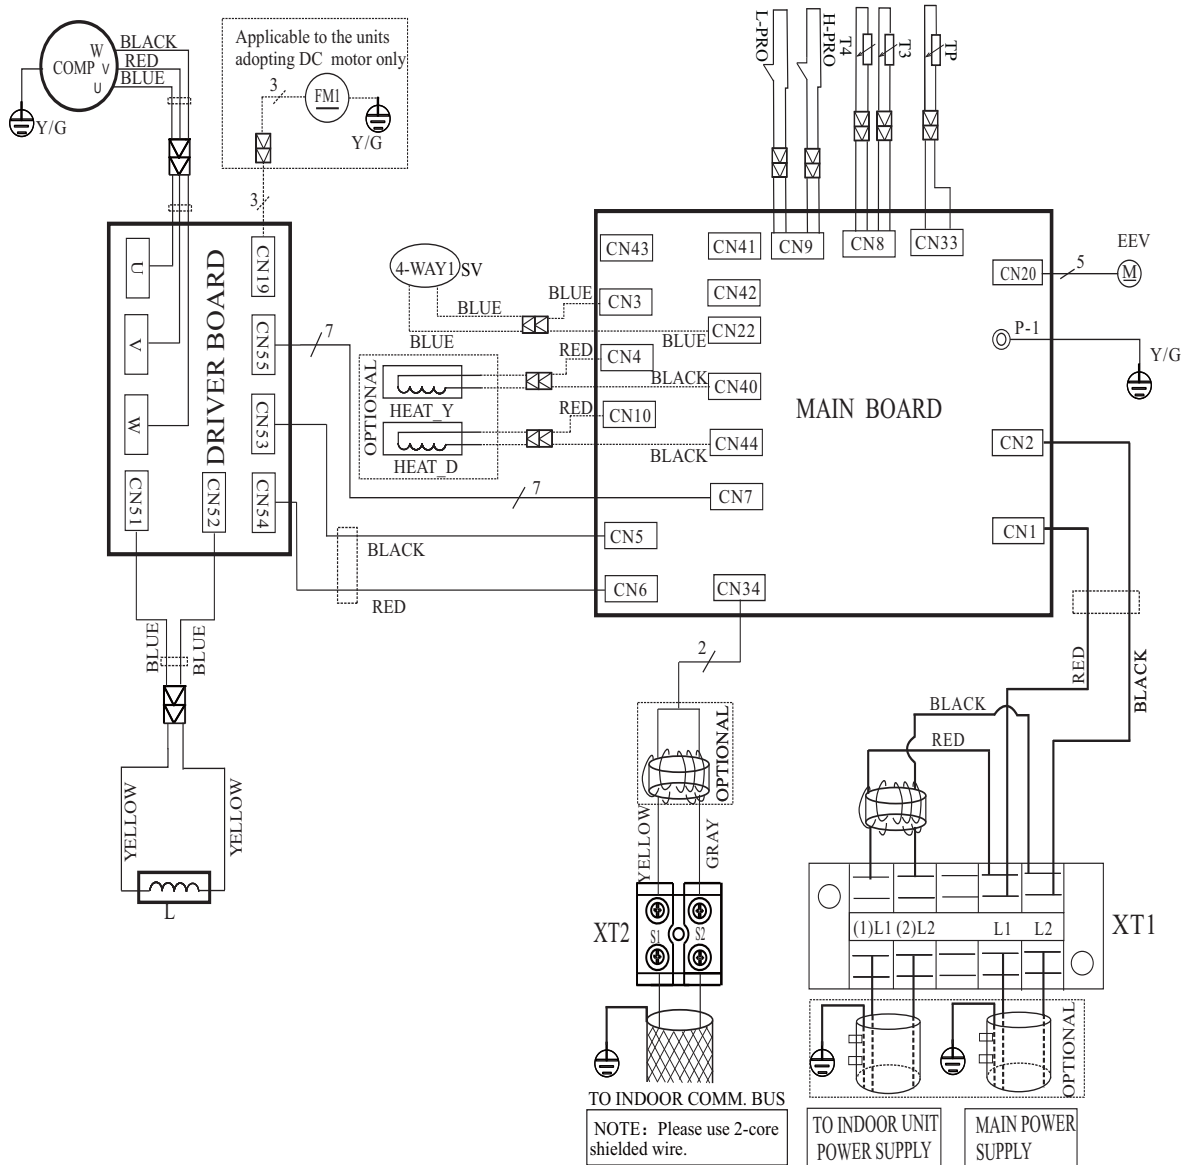 W
COMP V
U
BLACK
RED
BLUE
Y/G
Applicable to the units
adopting DC motor only
3
FM1
Y/G
3
L-PRO
H-PRO
T4
T3
TP
U
V
W
DRIVER BOARD
CN19
CN55
CN53
CN54
CN51
CN52
7
4-WAY1
SV
BLUE
BLUE
BLUE
BLUE
OPTIONAL
HEAT_Y
HEAT_D
RED
BLACK
RED
BLACK
7
BLACK
RED
CN43
CN41
CN9
CN8
CN33
CN3
CN42
CN22
CN4
CN40
CN10
CN44
CN7
CN5
CN6
CN34
MAIN BOARD
CN20
5
EEV
M
P-1
Y/G
CN2
CN1
RED
BLACK
BLUE
BLUE
YELLOW
YELLOW
L
2
OPTIONAL
YELLOW
GRAY
XT2
S1
S2
TO INDOOR COMM. BUS
NOTE: Please use 2-core
shielded wire.
BLACK
RED
(1)L1 (2)L2 L1 L2
XT1
OPTIONAL
TO INDOOR UNIT
POWER SUPPLY
MAIN POWER
SUPPLY